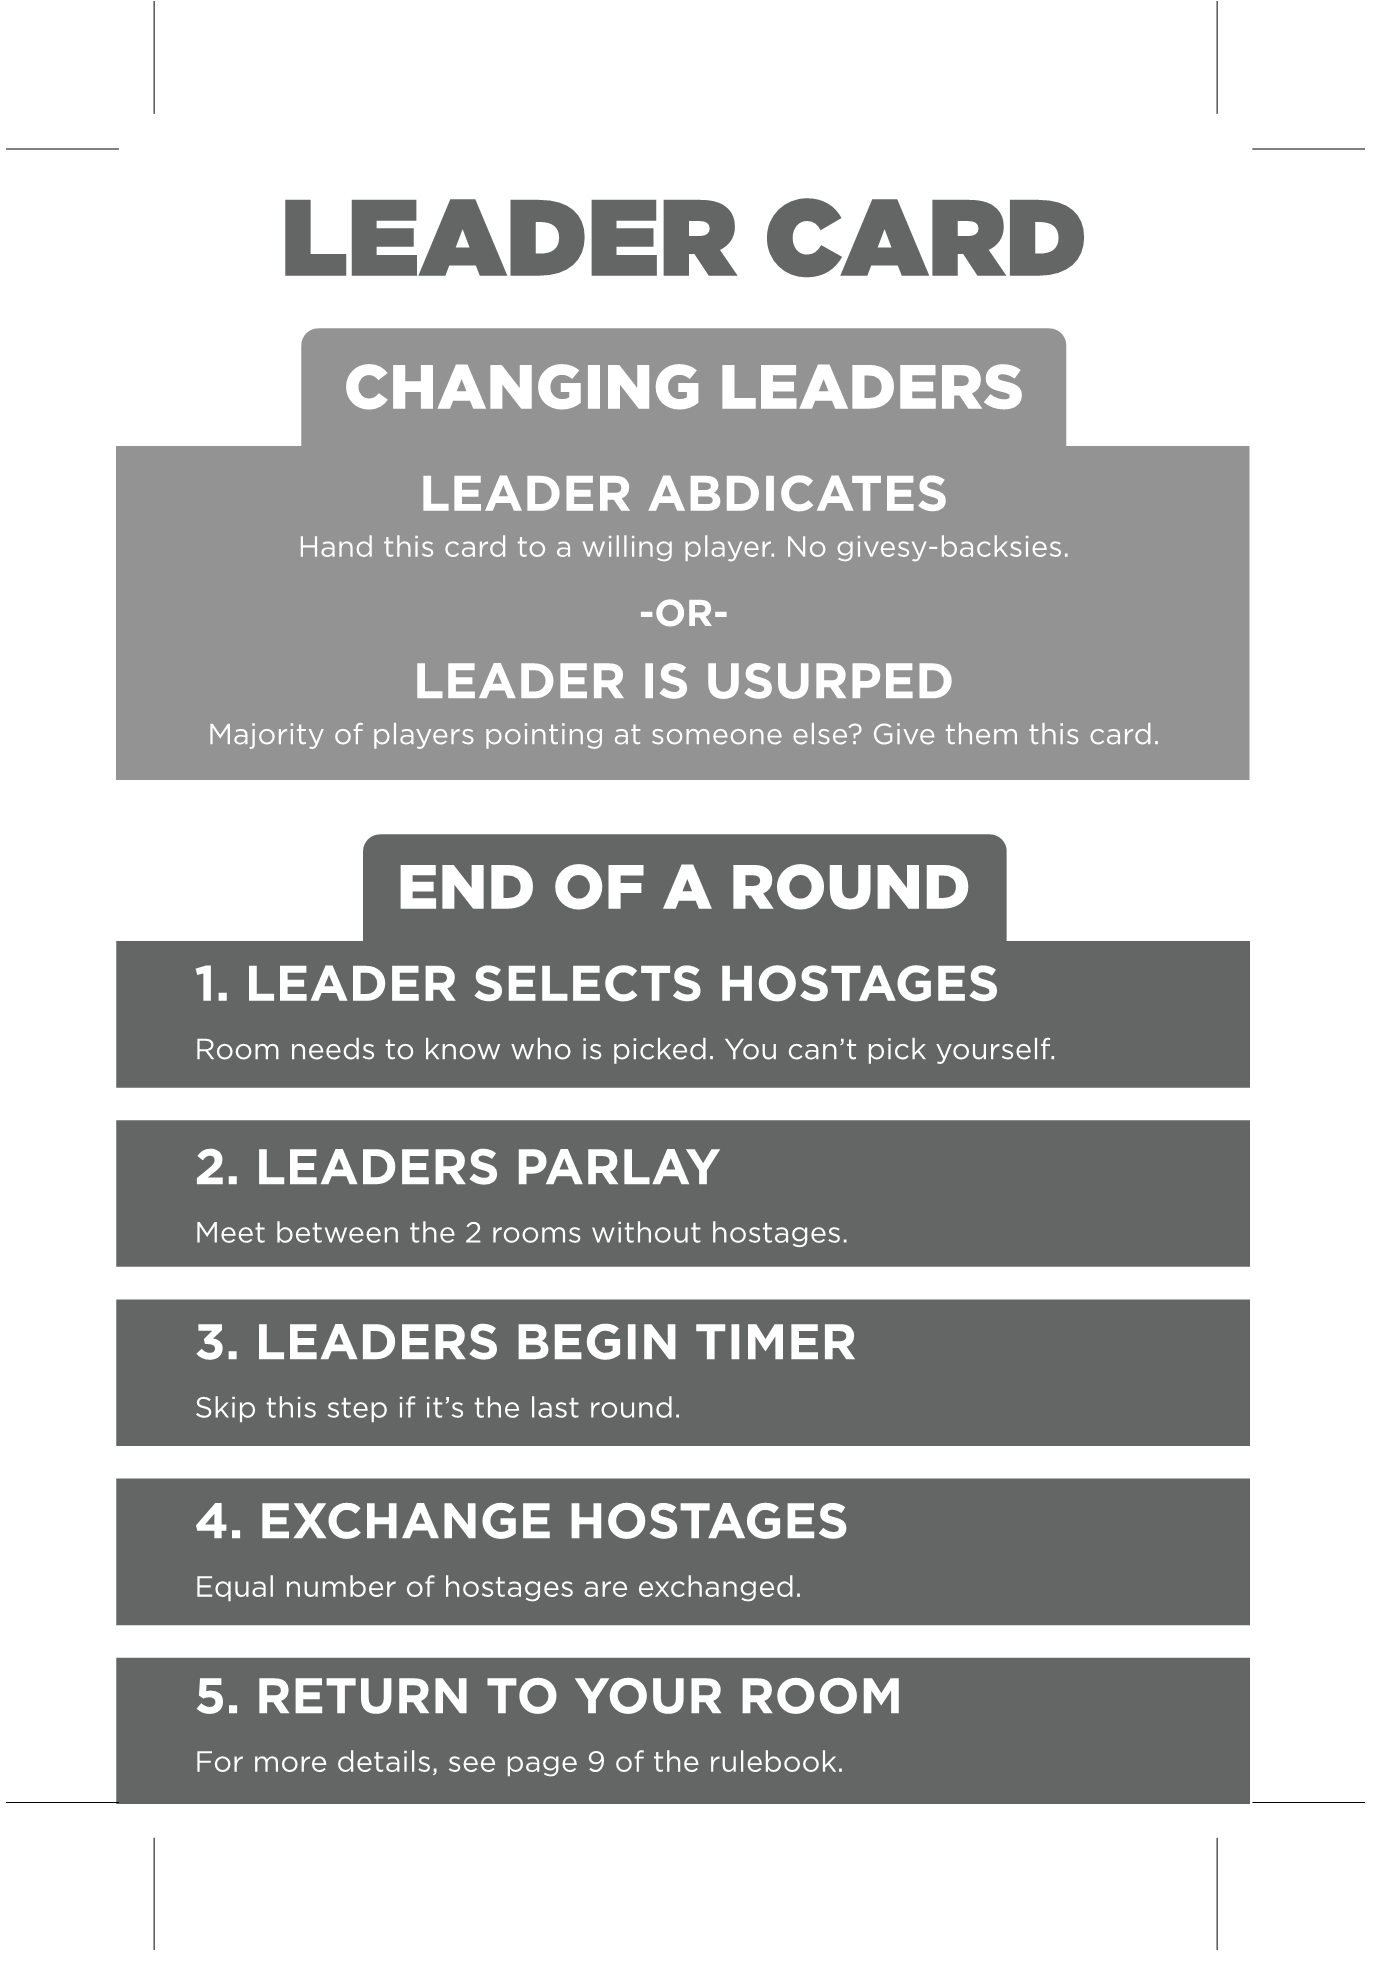 LEADER CARD
CHANGING LEADERS
LEADER ABDICATES
Hand this card to a willing player. No givesy-backsies.
-OR-
LEADER IS USURPED
Majority of players pointing at someone else? Give them this card.
END OF A ROUND
1. LEADER SELECTS HOSTAGES
Room needs to know who is picked. You can’t pick yourself.
2. LEADERS PARLAY
Meet between the 2 rooms without hostages.
3. LEADERS BEGIN TIMER
Skip this step if it’s the last round.
4. EXCHANGE HOSTAGES
Equal number of hostages are exchanged.
5. RETURN TO YOUR ROOM
For more details, see page 9 of the rulebook.